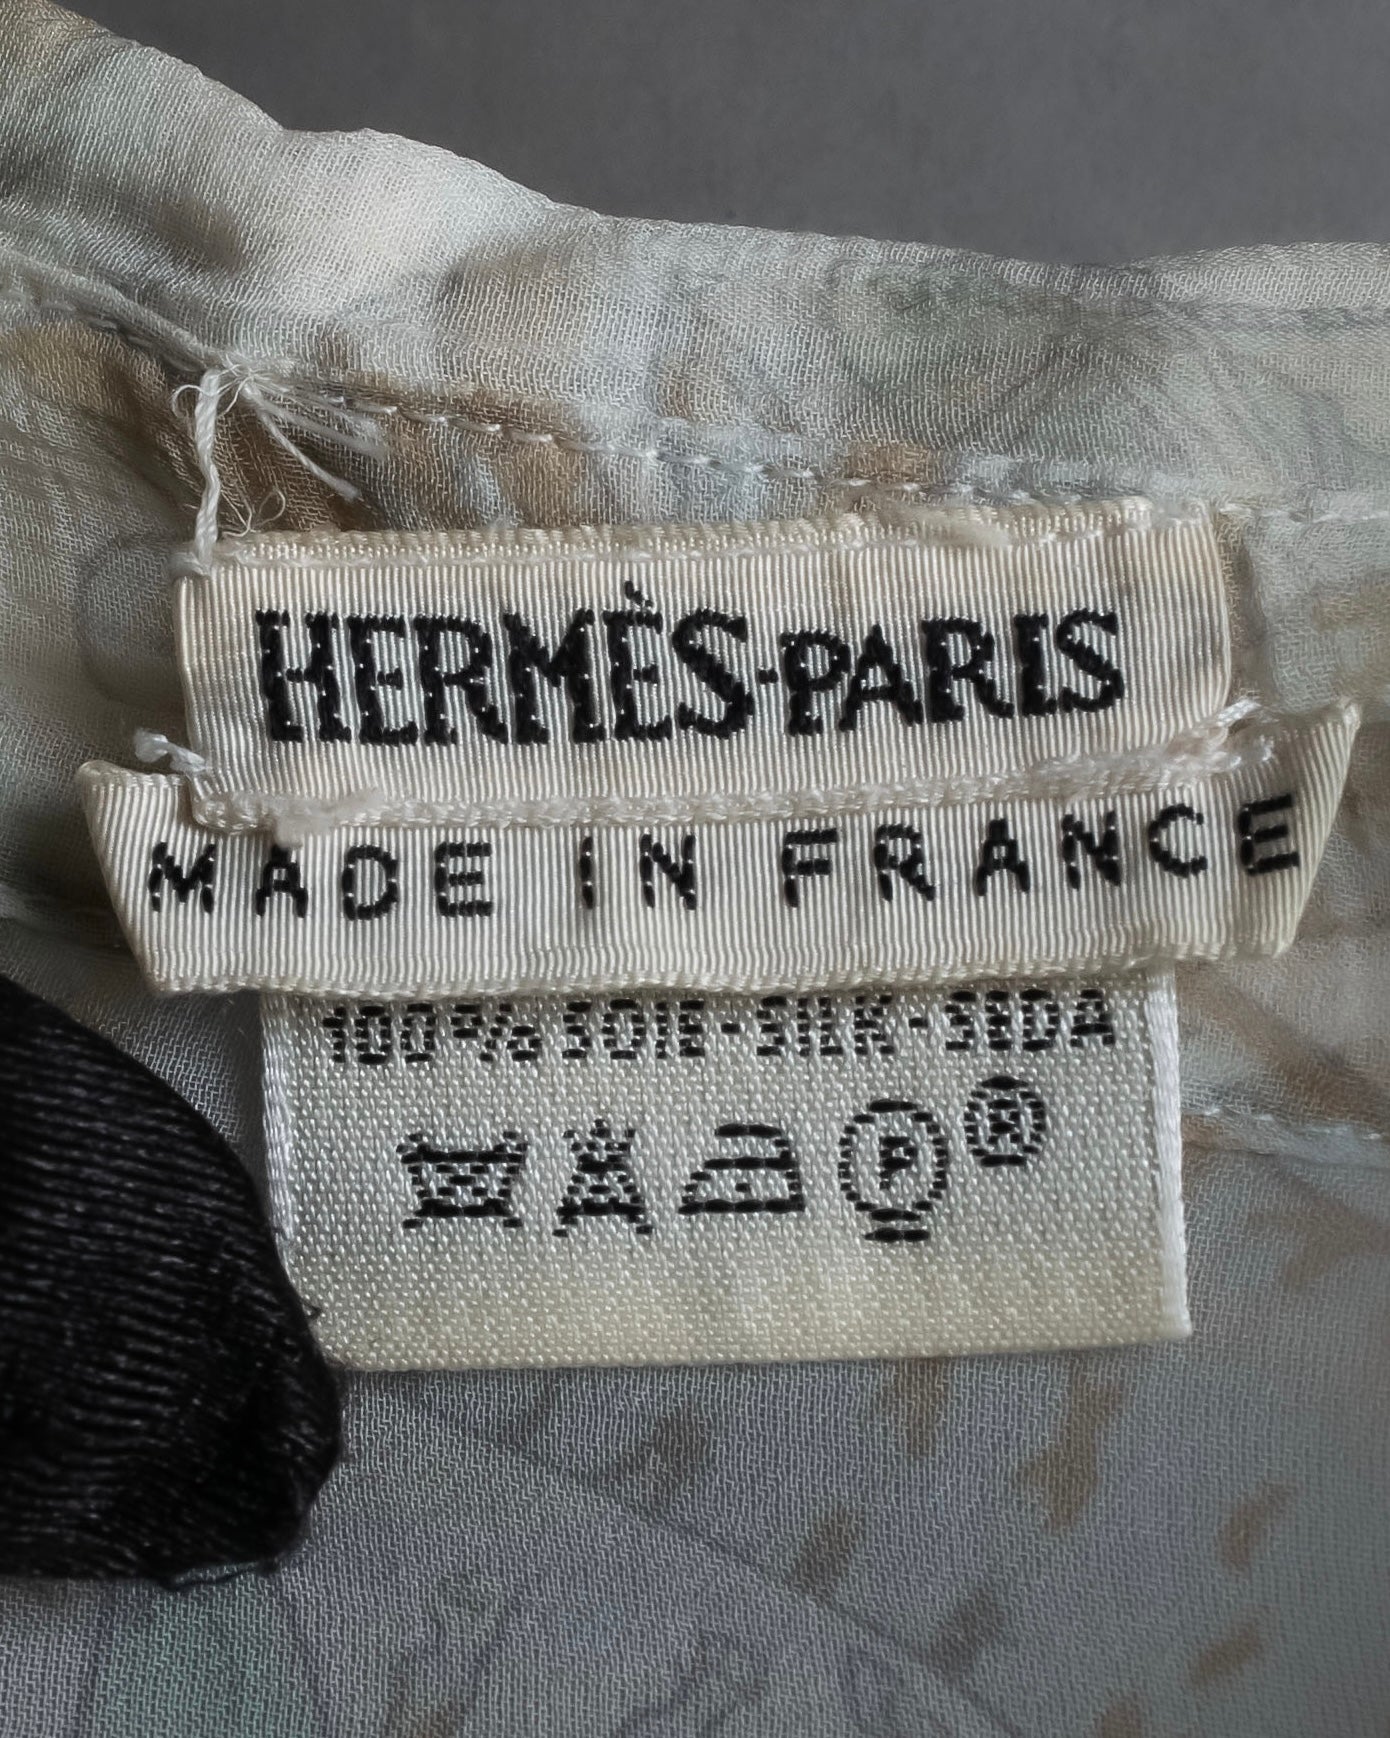 HERMÈS-PARIS
MADE IN FRANCE
100% SOIE-SILK-SEDA
P ®